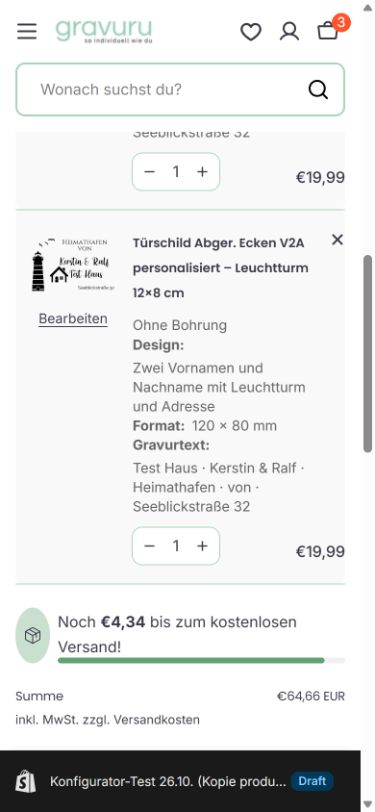 gravuru
so individuell wie du
3
Wonach suchst du?
Seeblickstraße 32
− 1 +
€19,99
HEIMATHAFEN
VON
Kerstin & Ralf
Test Haus
Seeblickstraße 32
Bearbeiten
Türschild Abger. Ecken V2A
personalisiert – Leuchtturm
12×8 cm
Ohne Bohrung
Design:
Zwei Vornamen und
Nachname mit Leuchtturm
und Adresse
Format: 120 × 80 mm
Gravurtext:
Test Haus · Kerstin & Ralf ·
Heimathafen · von ·
Seeblickstraße 32
− 1 +
€19,99
Noch €4,34 bis zum kostenlosen
Versand!
Summe €64,66 EUR
inkl. MwSt. zzgl. Versandkosten
Konfigurator-Test 26.10. (Kopie produ... Draft